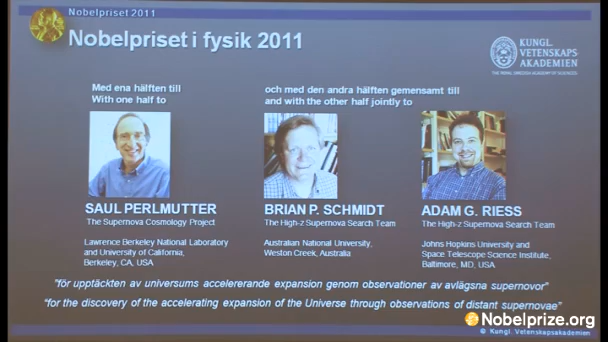 Nobelpriset 2011
Nobelpriset i fysik 2011
KUNGL.
VETENSKAPS-
AKADEMIEN
THE ROYAL SWEDISH ACADEMY OF SCIENCES
Med ena hälften till
With one half to
och med den andra hälften gemensamt till
and with the other half jointly to
SAUL PERLMUTTER
The Supernova Cosmology Project
Lawrence Berkeley National Laboratory
and University of California,
Berkeley, CA, USA
BRIAN P. SCHMIDT
The High-z Supernova Search Team
Australian National University,
Weston Creek, Australia
ADAM G. RIESS
The High-z Supernova Search Team
Johns Hopkins University and
Space Telescope Science Institute,
Baltimore, MD, USA
"för upptäckten av universums accelererande expansion genom observationer av avlägsna supernovor"
"for the discovery of the accelerating expansion of the Universe through observations of distant supernovae"
Nobelprize.org
© Kungl. Vetenskapsakademien